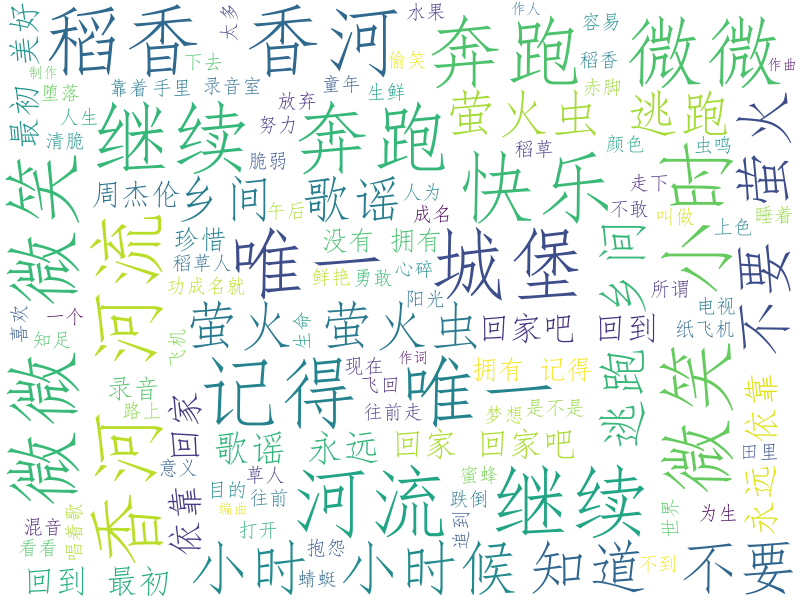 美好 稻香 香河 太多 水果 奔跑 作人 容易 微微
制作 下去 偷笑 稻香 作曲
堕落 靠着 手里 录音室 童年 生鲜 赤脚
最初 人生 继续 放弃 奔跑 萤火虫 逃跑 萤火
清脆 努力 稻草 颜色 虫鸣
微笑 脆弱 快乐 走下 小时
周杰伦 乡间 歌谣 人为 不敢 叫做 睡着
午后 成名 上色
微微 河流 珍惜 唯一 没有 拥有 城堡 乡间 不要
稻草人 鲜艳 勇敢 心碎 所谓
功成名就 阳光 电视
喜欢 一个 萤火 生命 萤火虫 回家吧 回到 纸飞机
知足 飞机
香河 记得 现在 作词 唯一 拥有 记得 逃跑 微笑
录音 飞回
路上 回家 往前走 梦想 是不是 依靠
歌谣 永远 回家 回家吧
意义 草人 河流 蜜蜂 继续 田里
依靠 目的 往前 跌倒 永远
混音 编曲 追到 世界 为生
看看 唱着歌 打开 抱怨
回到 最初 小时 蜻蜓 小时候 知道 不到 不要